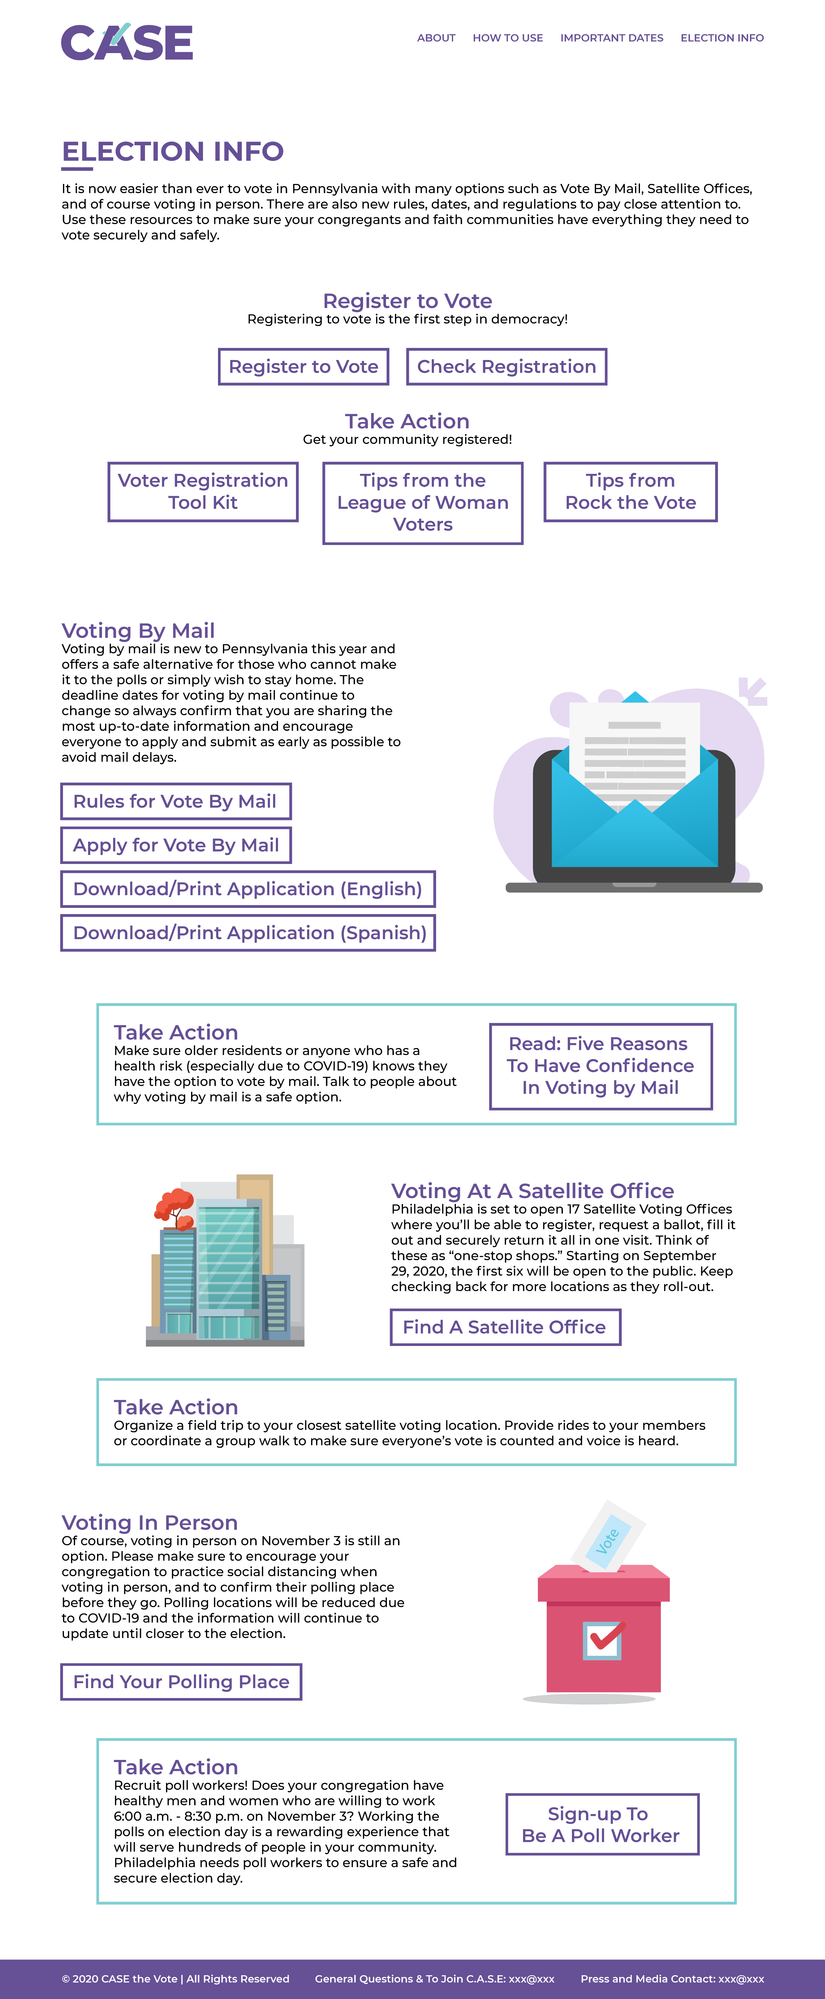 CASE
ABOUT HOW TO USE IMPORTANT DATES ELECTION INFO
ELECTION INFO
It is now easier than ever to vote in Pennsylvania with many options such as Vote By Mail, Satellite Offices,
and of course voting in person. There are also new rules, dates, and regulations to pay close attention to.
Use these resources to make sure your congregants and faith communities have everything they need to
vote securely and safely.
Register to Vote
Registering to vote is the first step in democracy!
Register to Vote Check Registration
Take Action
Get your community registered!
Voter Registration
Tool Kit
Tips from the
League of Woman
Voters
Tips from
Rock the Vote
Voting By Mail
Voting by mail is new to Pennsylvania this year and
offers a safe alternative for those who cannot make
it to the polls or simply wish to stay home. The
deadline dates for voting by mail continue to
change so always confirm that you are sharing the
most up-to-date information and encourage
everyone to apply and submit as early as possible to
avoid mail delays.
Rules for Vote By Mail
Apply for Vote By Mail
Download/Print Application (English)
Download/Print Application (Spanish)
Take Action
Make sure older residents or anyone who has a
health risk (especially due to COVID-19) knows they
have the option to vote by mail. Talk to people about
why voting by mail is a safe option.
Read: Five Reasons
To Have Confidence
In Voting by Mail
Voting At A Satellite Office
Philadelphia is set to open 17 Satellite Voting Offices
where you’ll be able to register, request a ballot, fill it
out and securely return it all in one visit. Think of
these as “one-stop shops.” Starting on September
29, 2020, the first six will be open to the public. Keep
checking back for more locations as they roll-out.
Find A Satellite Office
Take Action
Organize a field trip to your closest satellite voting location. Provide rides to your members
or coordinate a group walk to make sure everyone’s vote is counted and voice is heard.
Voting In Person
Of course, voting in person on November 3 is still an
option. Please make sure to encourage your
congregation to practice social distancing when
voting in person, and to confirm their polling place
before they go. Polling locations will be reduced due
to COVID-19 and the information will continue to
update until closer to the election.
Find Your Polling Place
Vote
Take Action
Recruit poll workers! Does your congregation have
healthy men and women who are willing to work
6:00 a.m. - 8:30 p.m. on November 3? Working the
polls on election day is a rewarding experience that
will serve hundreds of people in your community.
Philadelphia needs poll workers to ensure a safe and
secure election day.
Sign-up To
Be A Poll Worker
© 2020 CASE the Vote | All Rights Reserved General Questions & To Join C.A.S.E: xxx@xxx Press and Media Contact: xxx@xxx